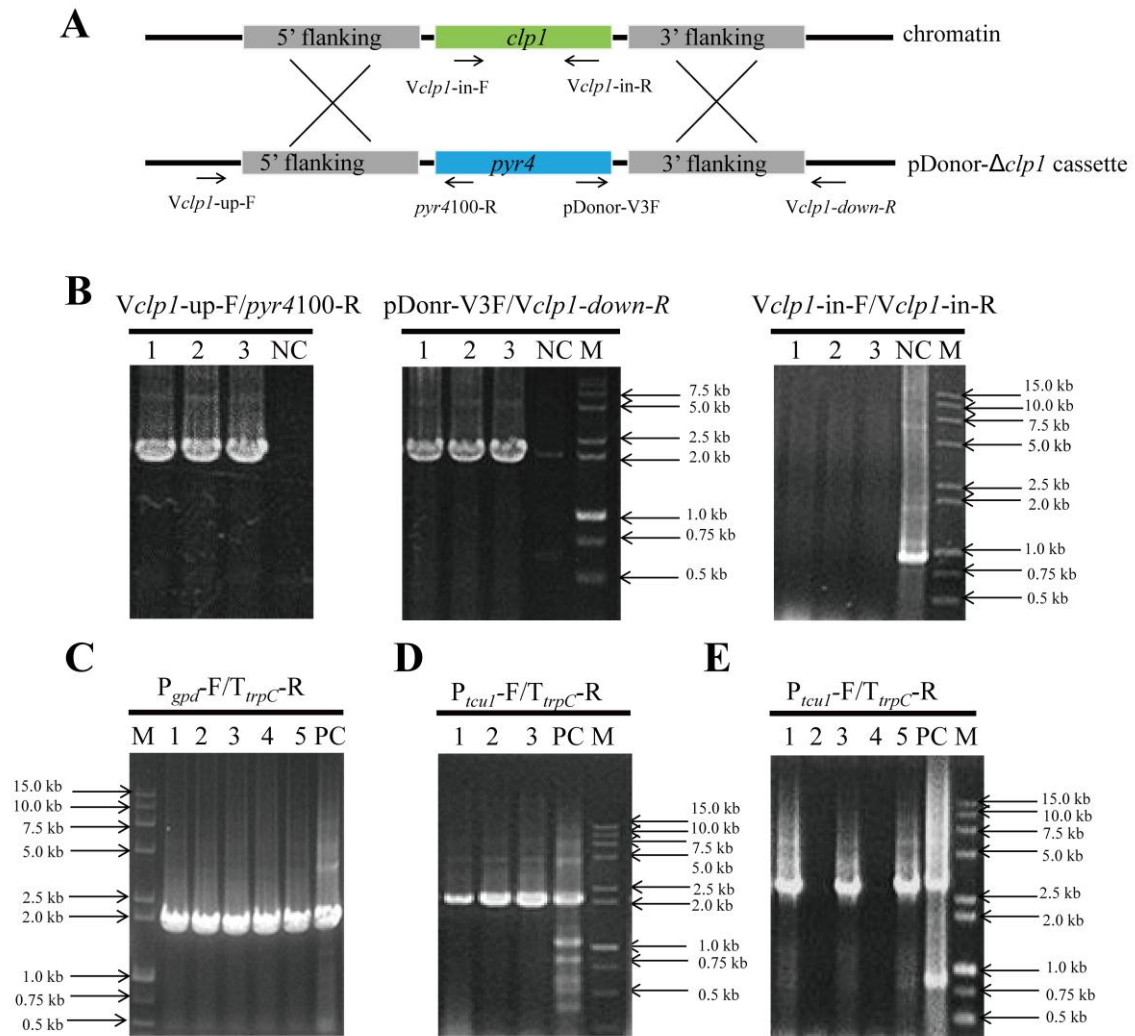 A
5’ flanking clp1 3’ flanking chromatin
Vclp1-in-F Vclp1-in-R
5’ flanking pyr4 3’ flanking pDonor-Δclp1 cassette
Vclp1-up-F pyr4100-R pDonor-V3F Vclp1-down-R
B
Vclp1-up-F/pyr4100-R
1 2 3 NC
pDonr-V3F/Vclp1-down-R
1 2 3 NC M
7.5 kb
5.0 kb
2.5 kb
2.0 kb
1.0 kb
0.75 kb
0.5 kb
Vclp1-in-F/Vclp1-in-R
1 2 3 NC M
15.0 kb
10.0 kb
7.5 kb
5.0 kb
2.5 kb
2.0 kb
1.0 kb
0.75 kb
0.5 kb
C
Pgpd-F/TtrpC-R
M 1 2 3 4 5 PC
15.0 kb
10.0 kb
7.5 kb
5.0 kb
2.5 kb
2.0 kb
1.0 kb
0.75 kb
0.5 kb
D
Ptcu1-F/TtrpC-R
1 2 3 PC M
15.0 kb
10.0 kb
7.5 kb
5.0 kb
2.5 kb
2.0 kb
1.0 kb
0.75 kb
0.5 kb
E
Ptcu1-F/TtrpC-R
1 2 3 4 5 PC M
15.0 kb
10.0 kb
7.5 kb
5.0 kb
2.5 kb
2.0 kb
1.0 kb
0.75 kb
0.5 kb